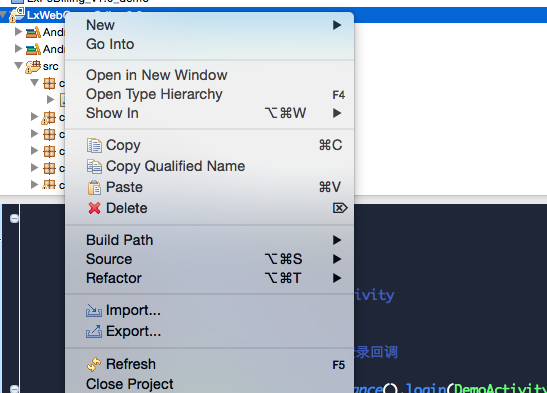 New
Go Into
Open in New Window
Open Type Hierarchy F4
Show In ⌥⌘W
Copy ⌘C
Copy Qualified Name
Paste ⌘V
Delete ⌦
Build Path
Source ⌥⌘S
Refactor ⌥⌘T
Import...
Export...
Refresh F5
Close Project
LxWeb
Andr
Andr
src
c
c
c
c
c
ivity
录回调
ance().login(DemoActivity